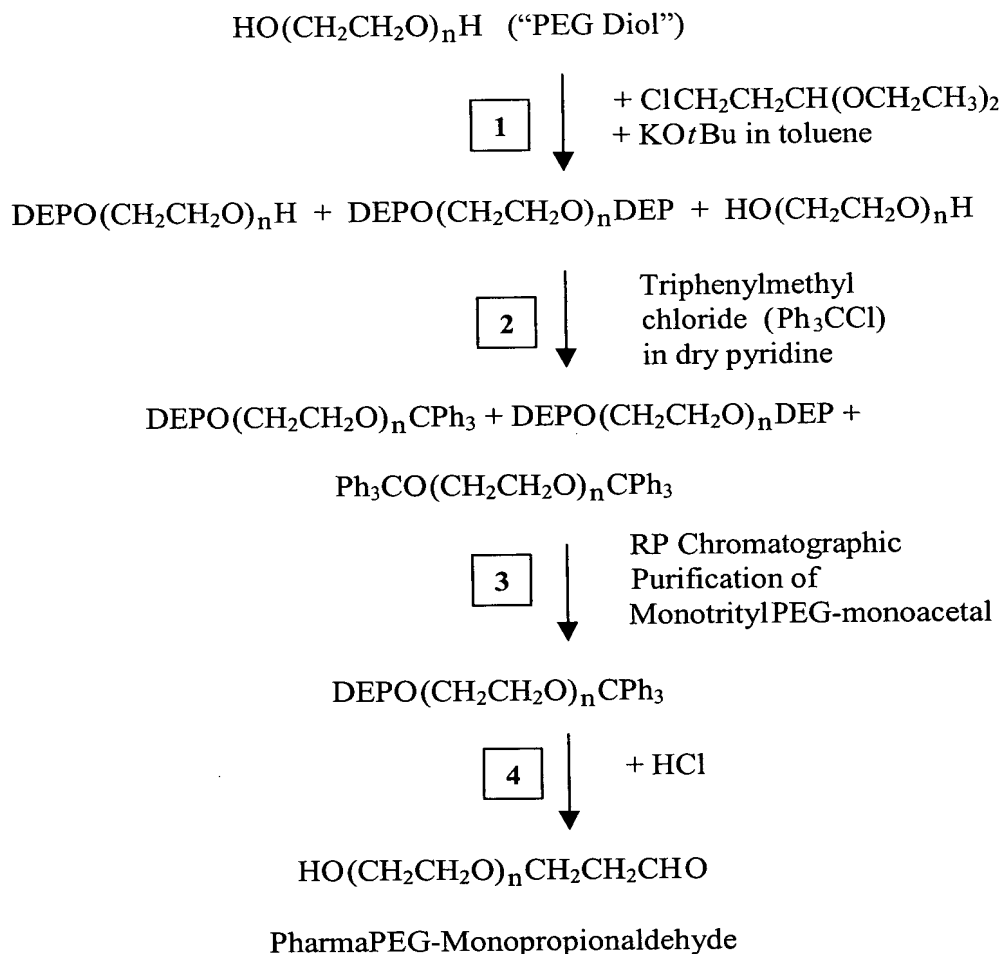 HO(CH₂CH₂O)ₙH ("PEG Diol")
1
+ ClCH₂CH₂CH(OCH₂CH₃)₂
+ KOtBu in toluene
DEPO(CH₂CH₂O)ₙH + DEPO(CH₂CH₂O)ₙDEP + HO(CH₂CH₂O)ₙH
2
Triphenylmethyl
chloride (Ph₃CCl)
in dry pyridine
DEPO(CH₂CH₂O)ₙCPh₃ + DEPO(CH₂CH₂O)ₙDEP +
Ph₃CO(CH₂CH₂O)ₙCPh₃
3
RP Chromatographic
Purification of
MonotritylPEG-monoacetal
DEPO(CH₂CH₂O)ₙCPh₃
4
+ HCl
HO(CH₂CH₂O)ₙCH₂CH₂CHO
PharmaPEG-Monopropionaldehyde